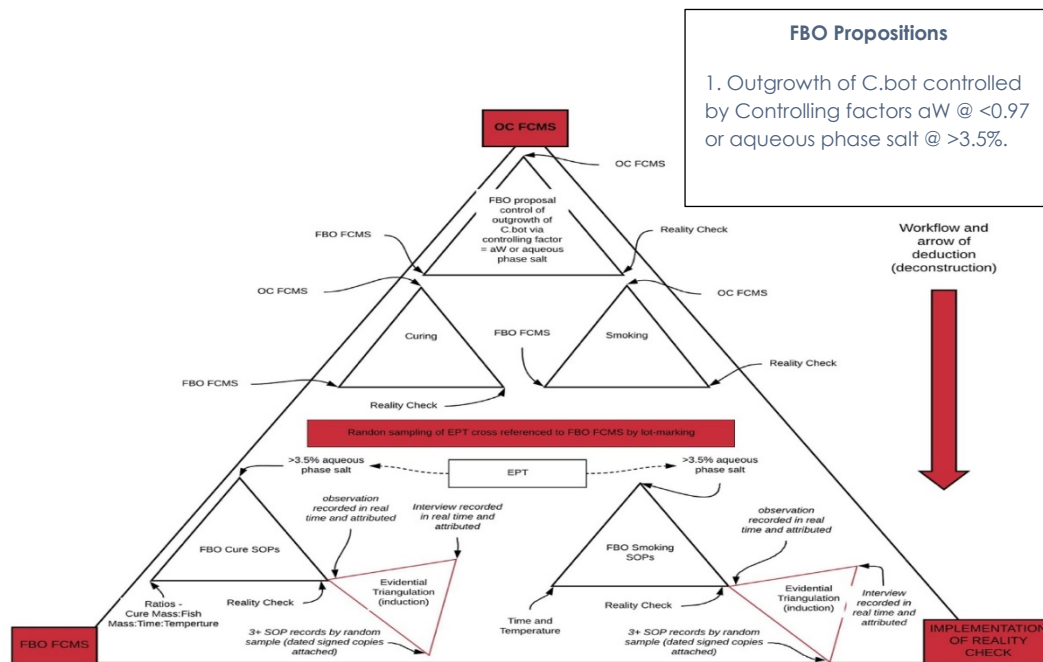 FBO Propositions
1. Outgrowth of C.bot controlled
by Controlling factors aW @ <0.97
or aqueous phase salt @ >3.5%.
OC FCMS
OC FCMS
FBO proposal
control of
outgrowth of
C.bot via
controlling factor
= aW or aqueous
phase salt
FBO FCMS
Reality Check
Workflow and
arrow of
deduction
(deconstruction)
OC FCMS
OC FCMS
Curing
FBO FCMS
Smoking
FBO FCMS
Reality Check
Reality Check
Randon sampling of EPT cross referenced to FBO FCMS by lot-marking
>3.5% aqueous
phase salt
EPT
>3.5% aqueous
phase salt
observation
recorded in real
time and attributed
Interview recorded
in real time and
attributed
observation
recorded in real
time and attributed
FBO Cure SOPs
FBO Smoking
SOPs
Evidential
Triangulation
(induction)
Evidential
Triangulation
(induction)
Interview
recorded in
real time and
attributed
Ratios -
Cure Mass:Fish
Mass:Time:Temperture
Reality Check
Time and
Temperature
Reality Check
3+ SOP records by random
sample (dated signed copies
attached)
3+ SOP records by random
sample (dated signed copies
attached)
FBO FCMS
IMPLEMENTATION
OF REALITY
CHECK